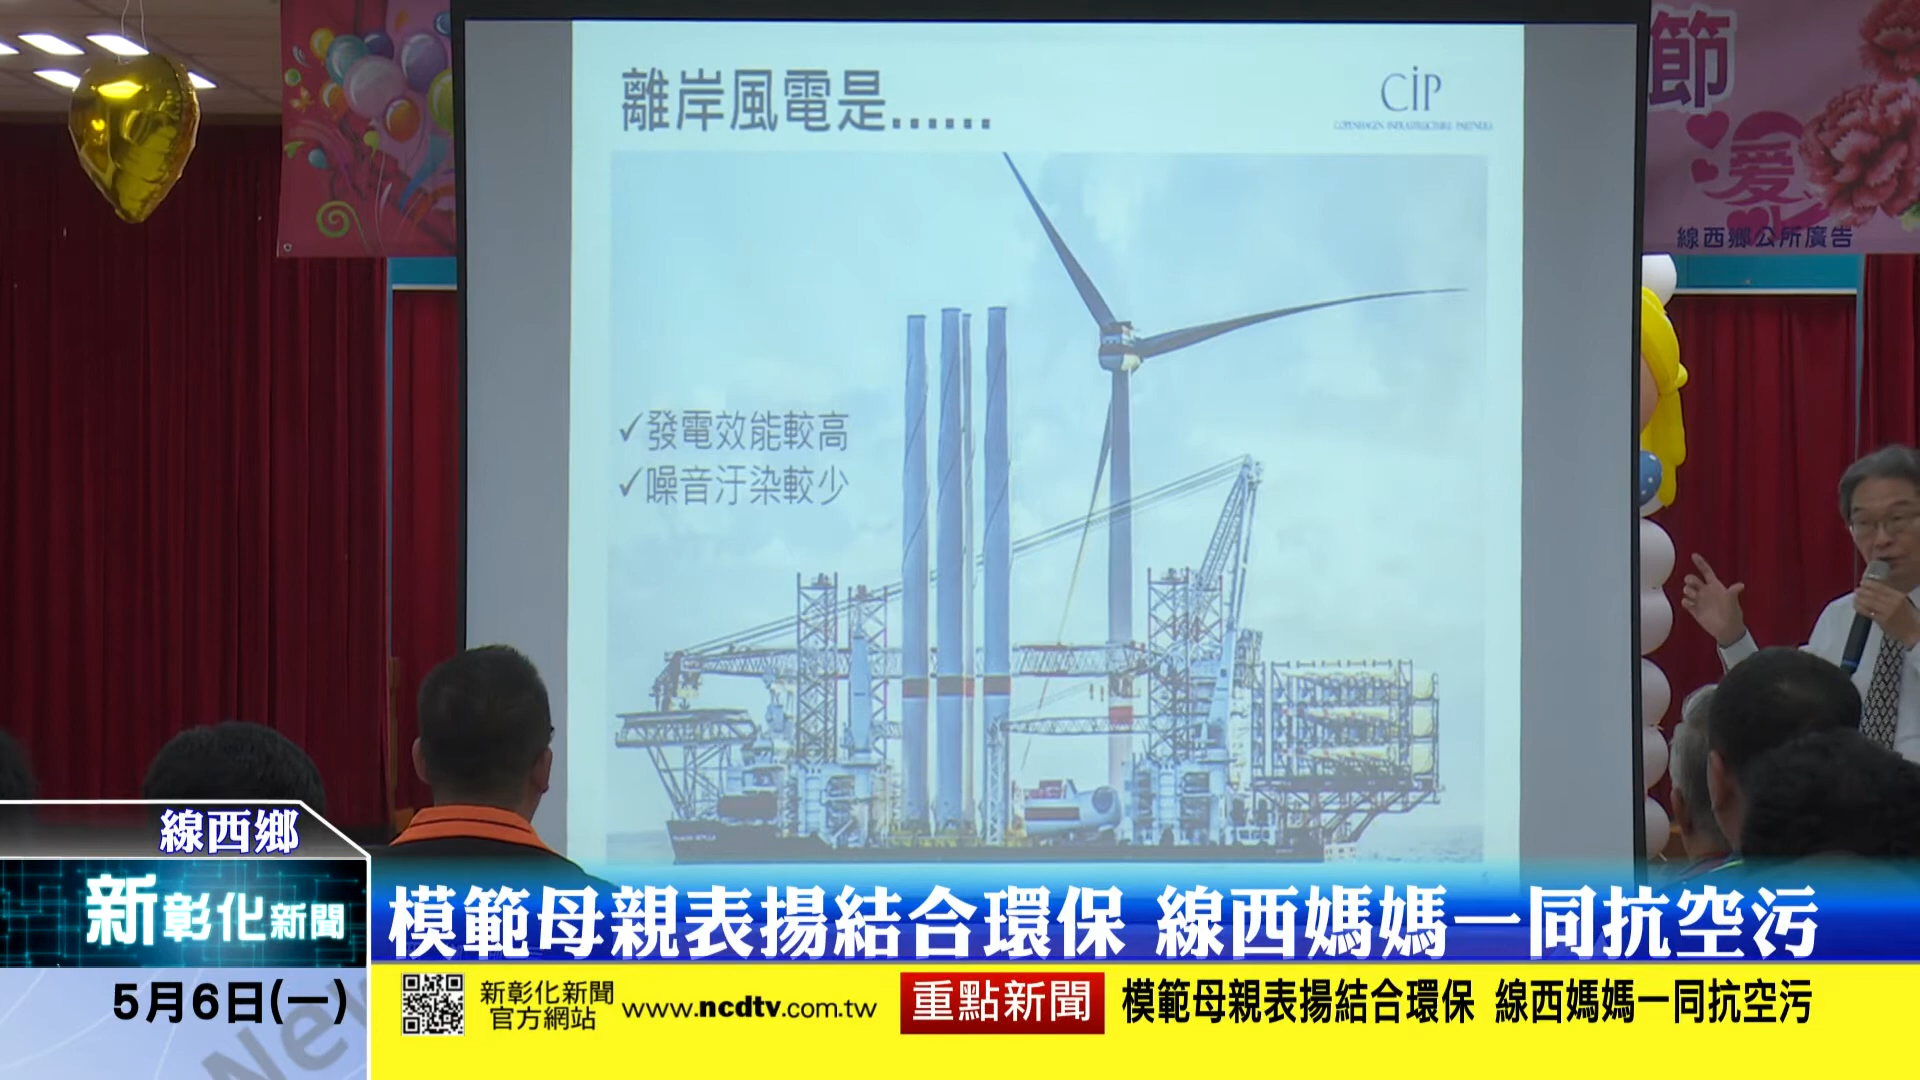 離岸風電是......
CIP
COPENHAGEN INFRASTRUCTURE PARTNERS
✓發電效能較高
✓噪音汙染較少
節
愛
線西鄉公所廣告
線西鄉
新彰化新聞
5月6日(一)
模範母親表揚結合環保 線西媽媽一同抗空污
新彰化新聞
官方網站
www.ncdtv.com.tw
重點新聞
模範母親表揚結合環保 線西媽媽一同抗空污